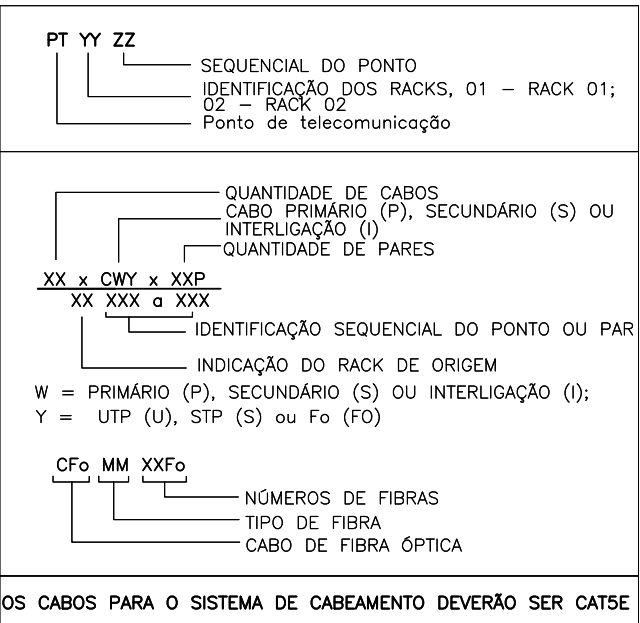 PT YY ZZ
SEQUENCIAL DO PONTO
IDENTIFICAÇÃO DOS RACKS, 01 – RACK 01;
02 – RACK 02
Ponto de telecomunicação
QUANTIDADE DE CABOS
CABO PRIMÁRIO (P), SECUNDÁRIO (S) OU
INTERLIGAÇÃO (I)
QUANTIDADE DE PARES
XX x CWY x XXP
XX XXX a XXX
IDENTIFICAÇÃO SEQUENCIAL DO PONTO OU PAR
INDICAÇÃO DO RACK DE ORIGEM
W = PRIMÁRIO (P), SECUNDÁRIO (S) OU INTERLIGAÇÃO (I);
Y = UTP (U), STP (S) ou Fo (FO)
CFo MM XXFo
NÚMEROS DE FIBRAS
TIPO DE FIBRA
CABO DE FIBRA ÓPTICA
OS CABOS PARA O SISTEMA DE CABEAMENTO DEVERÃO SER CAT5E